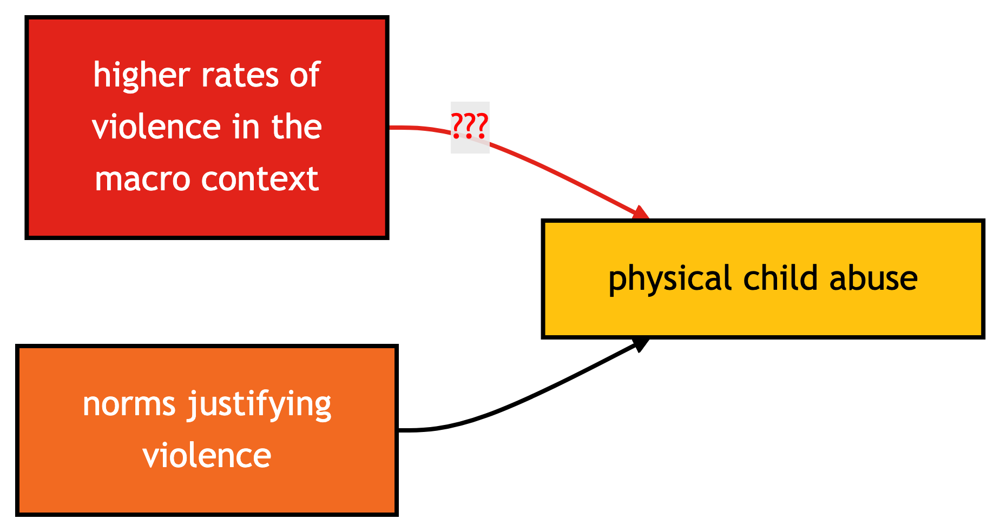 higher rates of
violence in the
macro context
???
physical child abuse
norms justifying
violence